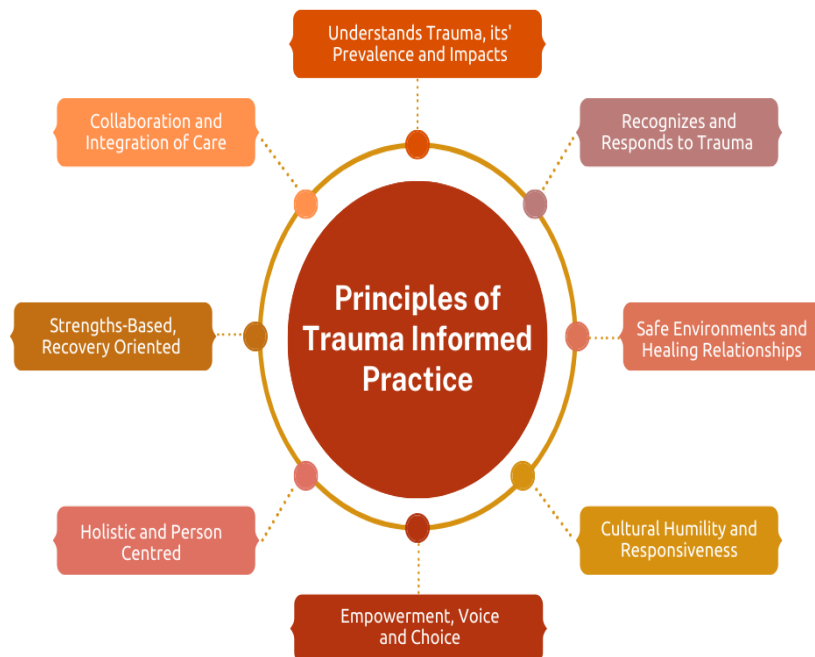 Understands Trauma, its'
Prevalence and Impacts
Collaboration and
Integration of Care
Recognizes and
Responds to Trauma
Principles of
Trauma Informed
Practice
Strengths-Based,
Recovery Oriented
Safe Environments and
Healing Relationships
Holistic and Person
Centred
Cultural Humility and
Responsiveness
Empowerment, Voice
and Choice